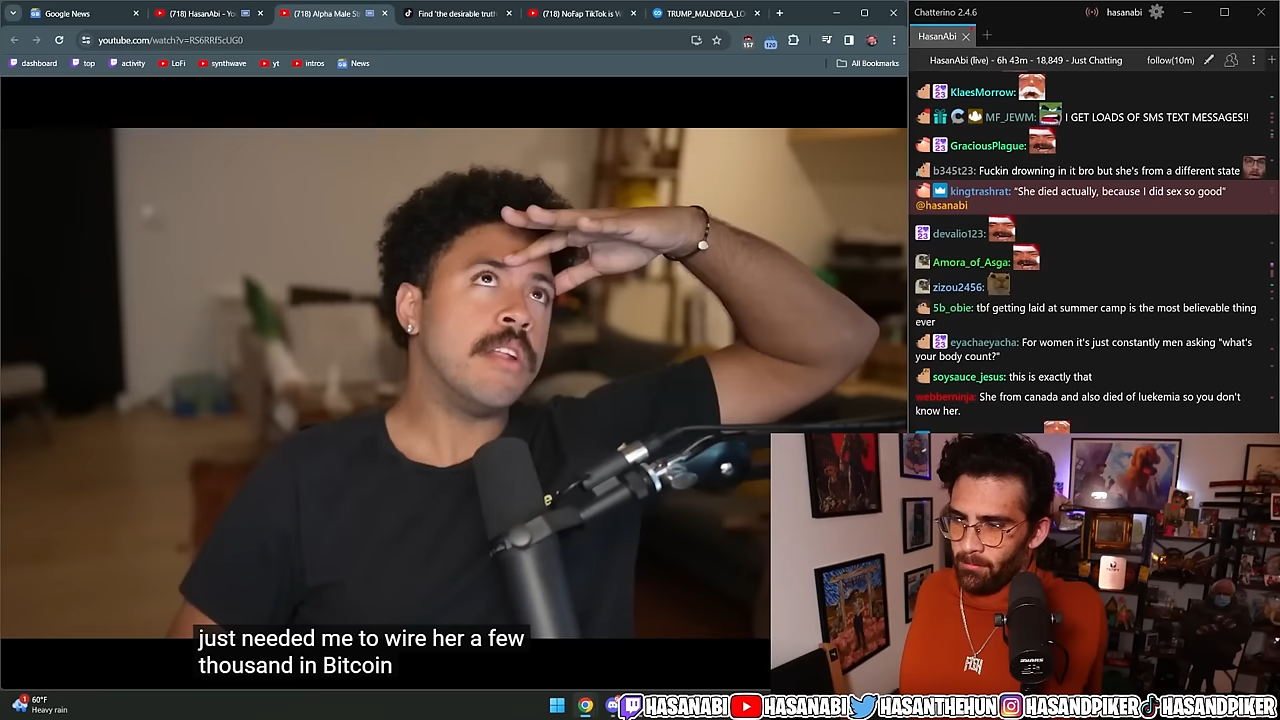 Google News
(718) HasanAbi - Yo
(718) Alpha Male St
Find 'the desirable truth
(718) NoFap TikTok is W
TRUMP_MALNDELA_LO
youtube.com/watch?v=RS6RRf5cUG0
157
120
dashboard
top
activity
LoFi
synthwave
yt
intros
News
All Bookmarks
Chatterino 2.4.6
hasanabi
HasanAbi
HasanAbi (live) - 6h 43m - 18,849 - Just Chatting
follow(10m)
KlaesMorrow:
MF_JEWM: I GET LOADS OF SMS TEXT MESSAGES!!
GraciousPlague:
b345t23: Fuckin drowning in it bro but she's from a different state
kingtrashrat: "She died actually, because I did sex so good"
@hasanabi
devalio123:
Amora_of_Asga:
zizou2456:
5b_obie: tbf getting laid at summer camp is the most believable thing
ever
eyachaeyacha: For women it's just constantly men asking "what's
your body count?"
soysauce_jesus: this is exactly that
webberninja: She from canada and also died of luekemia so you don't
know her.
just needed me to wire her a few
thousand in Bitcoin
1
60°F
Heavy rain
HASANABI
HASANABI
HASANTHEHUN
HASANDPIKER
HASANDPIKER